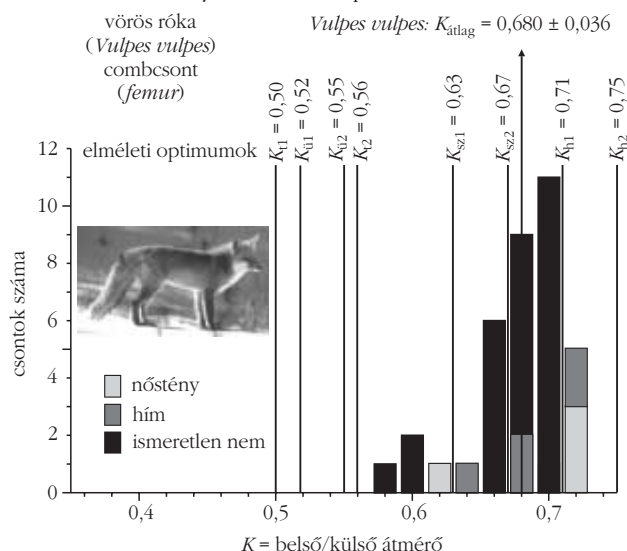 vörös róka
(Vulpes vulpes)
combcsont
(femur)
Vulpes vulpes: Kátlag = 0,680 ± 0,036
elméleti optimumok
Kt1 = 0,50
Kü1 = 0,52
Kü2 = 0,55
Kt2 = 0,56
Ksz1 = 0,63
Ksz2 = 0,67
Kh1 = 0,71
Kh2 = 0,75
csontok száma
12
10
8
6
4
2
0
nőstény
hím
ismeretlen nem
0,4
0,5
0,6
0,7
K = belső/külső átmérő